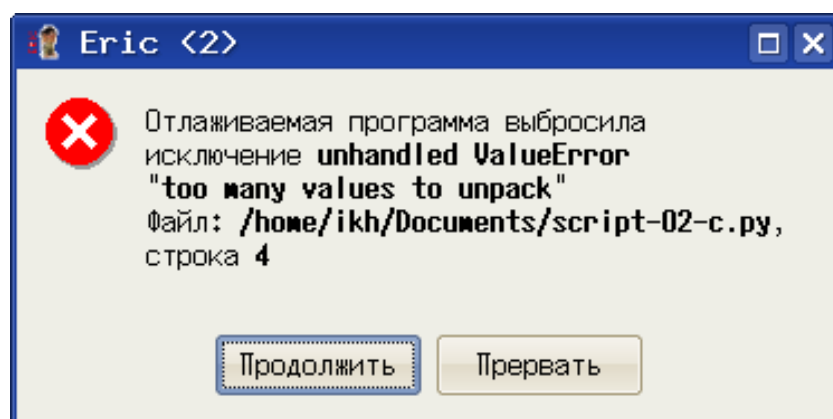 Eric <2>
Отлаживаемая программа выбросила
исключение unhandled ValueError
"too many values to unpack"
Файл: /home/ikh/Documents/script-02-c.py,
строка 4
Продолжить Прервать